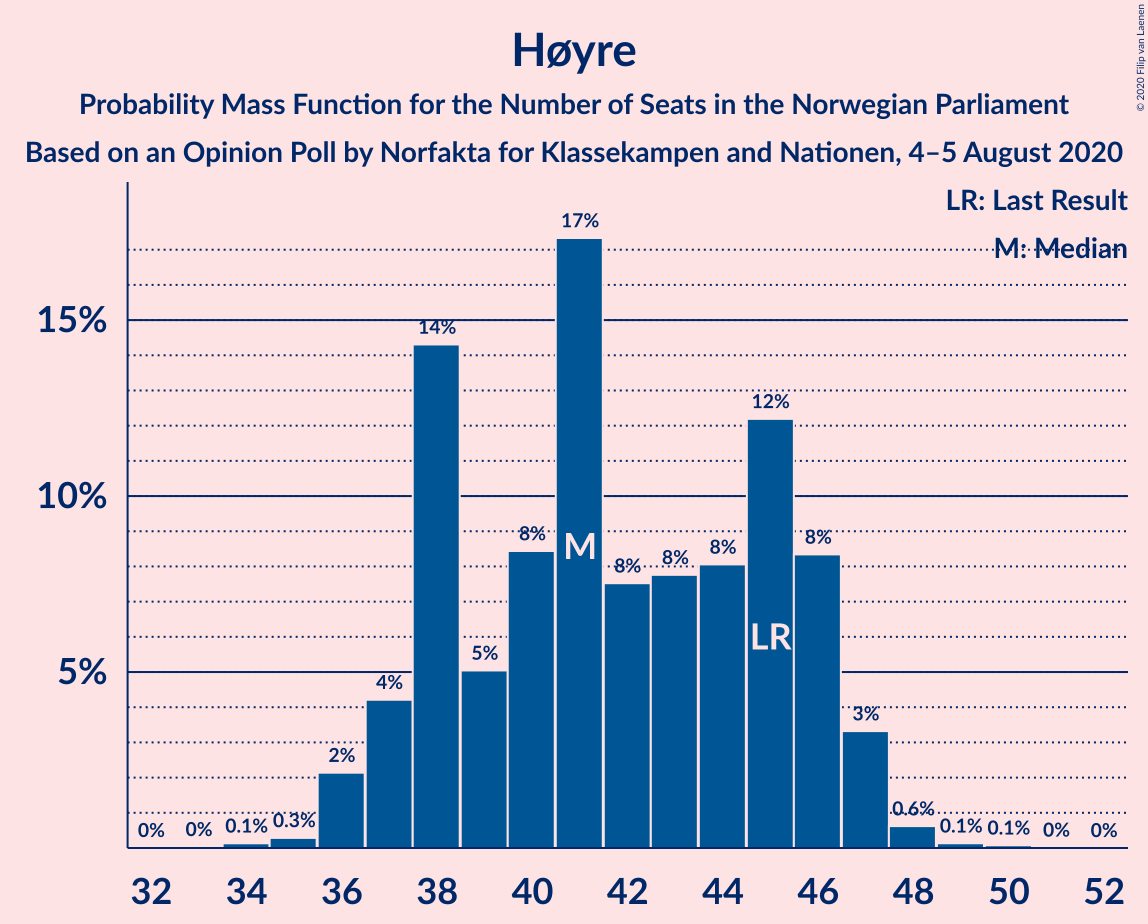 Høyre
Probability Mass Function for the Number of Seats in the Norwegian Parliament
Based on an Opinion Poll by Norfakta for Klassekampen and Nationen, 4–5 August 2020
© 2020 Filip van Laenen
LR: Last Result
M: Median
15%
10%
5%
0%
0%
0.1%
0.3%
2%
4%
14%
5%
8%
17%
8%
8%
8%
12%
8%
3%
0.6%
0.1%
0.1%
0%
0%
M
LR
32 34 36 38 40 42 44 46 48 50 52